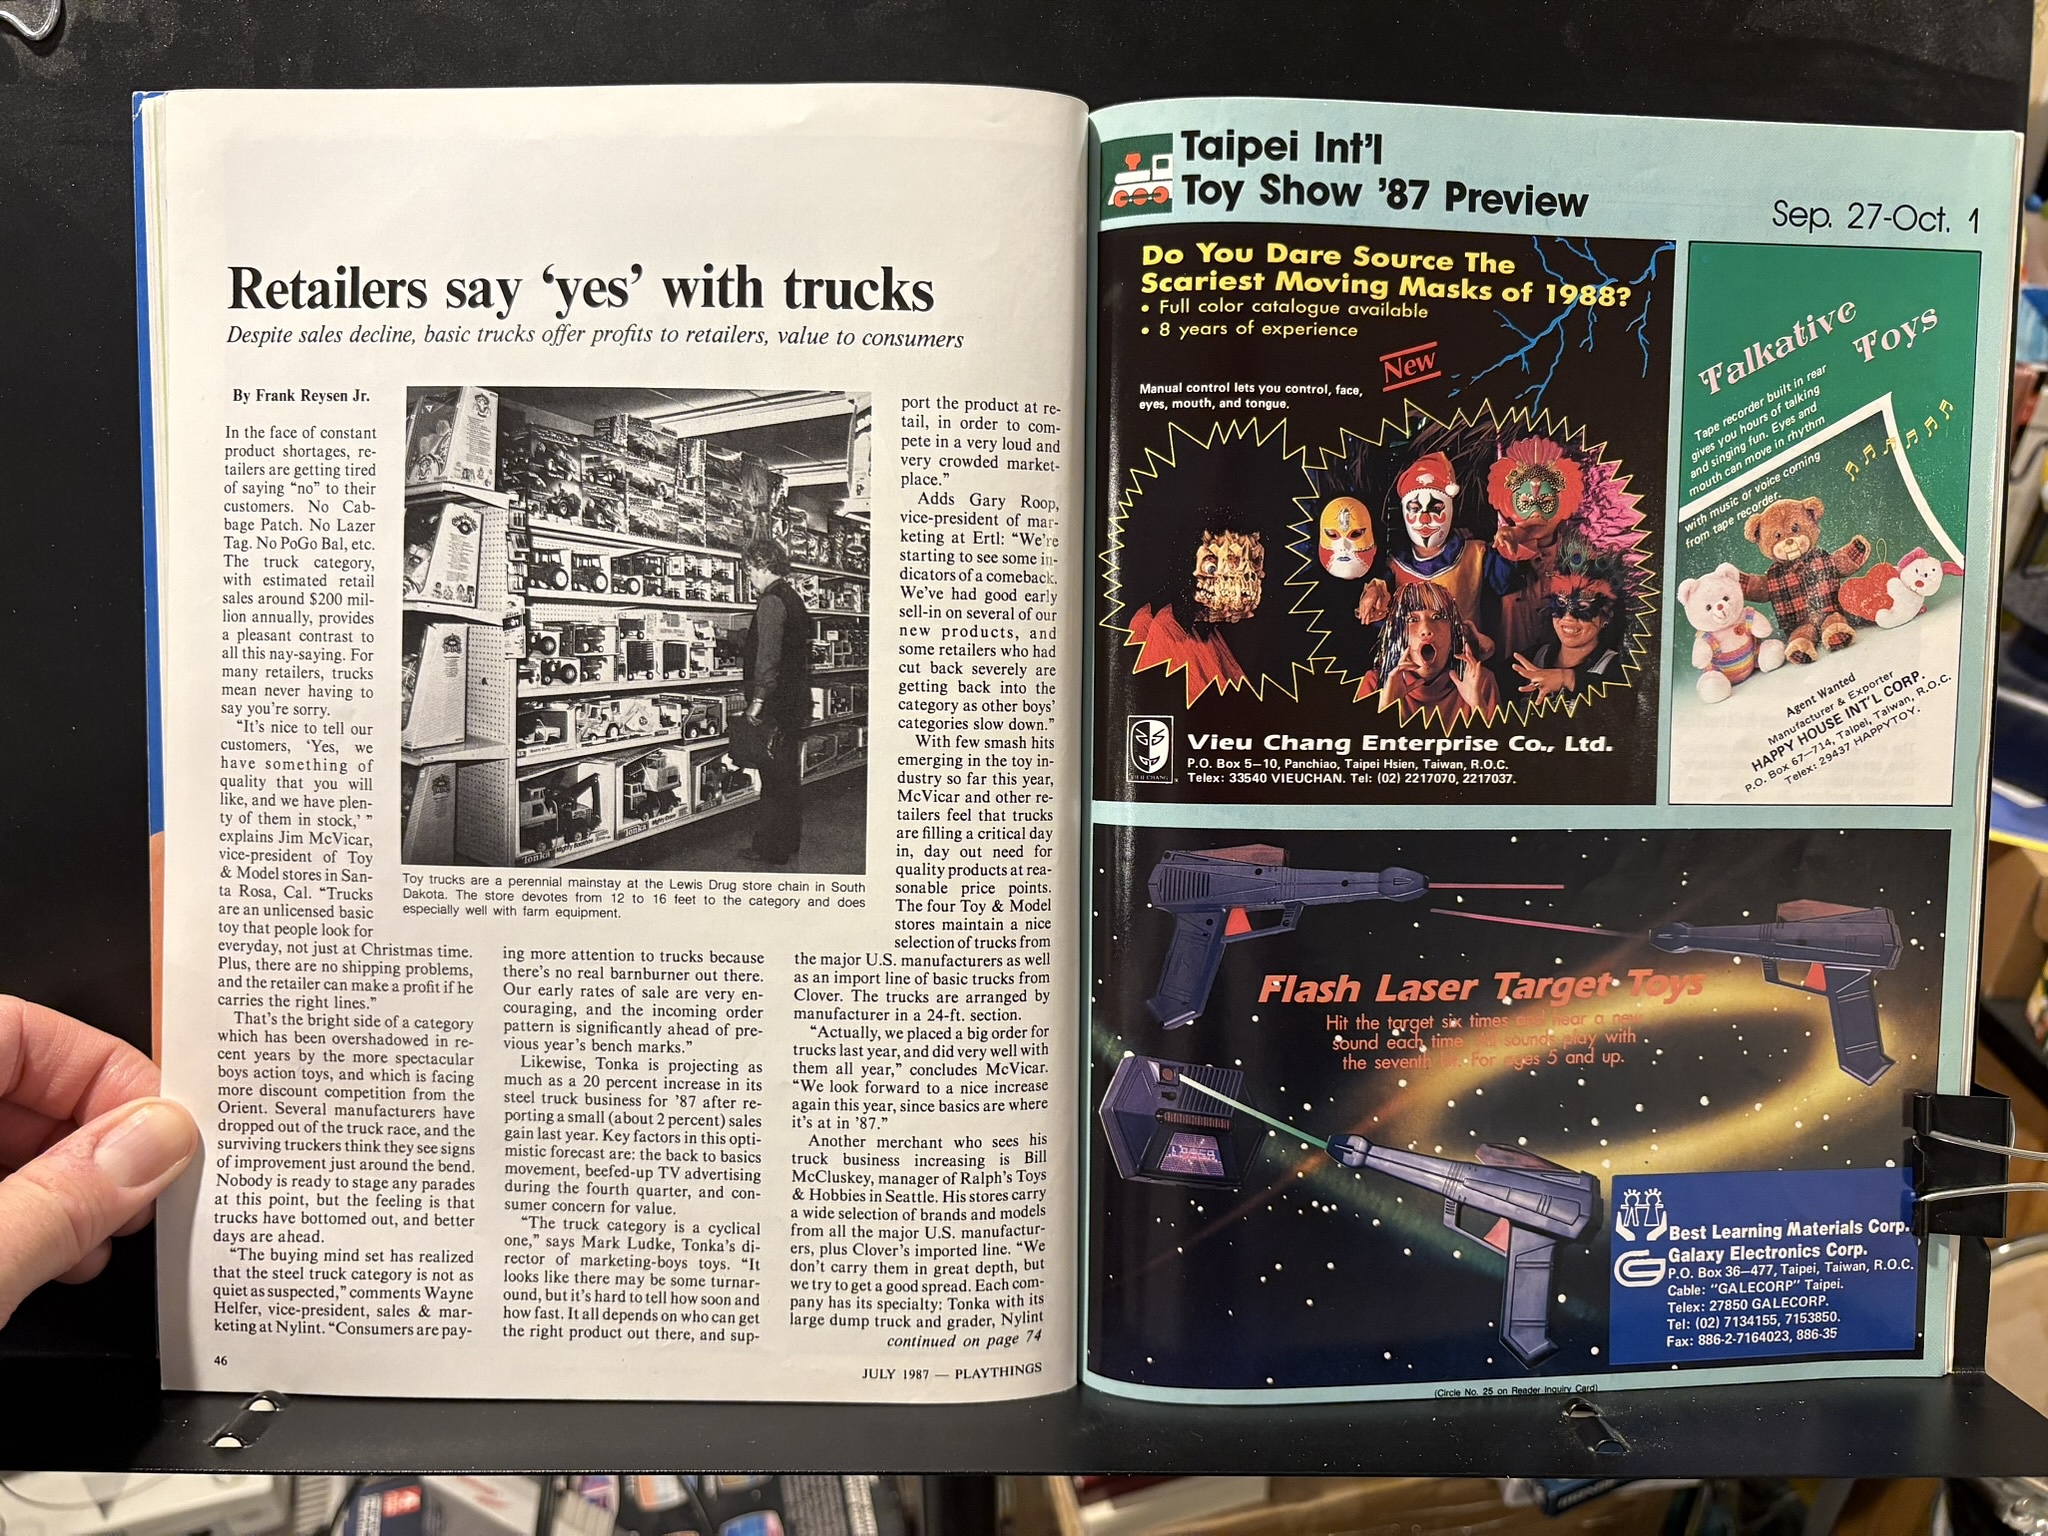 Retailers say ‘yes’ with trucks
Despite sales decline, basic trucks offer profits to retailers, value to consumers
By Frank Reysen Jr.
In the face of constant
product shortages, re-
tailers are getting tired
of saying “no” to their
customers. No Cab-
bage Patch. No Lazer
Tag. No PoGo Bal, etc.
The truck category,
with estimated retail
sales around $200 mil-
lion annually, provides
a pleasant contrast to
all this nay-saying. For
many retailers, trucks
mean never having to
say you’re sorry.
“It’s nice to tell our
customers, ‘Yes, we
have something of
quality that you will
like, and we have plen-
ty of them in stock,’ ”
explains Jim McVicar,
vice-president of Toy
& Model stores in San-
ta Rosa, Cal. “Trucks
are an unlicensed basic
toy that people look for
everyday, not just at Christmas time.
Plus, there are no shipping problems,
and the retailer can make a profit if he
carries the right lines.”
That’s the bright side of a category
which has been overshadowed in re-
cent years by the more spectacular
boys action toys, and which is facing
more discount competition from the
Orient. Several manufacturers have
dropped out of the truck race, and the
surviving truckers think they see signs
of improvement just around the bend.
Nobody is ready to stage any parades
at this point, but the feeling is that
trucks have bottomed out, and better
days are ahead.
“The buying mind set has realized
that the steel truck category is not as
quiet as suspected,” comments Wayne
Helfer, vice-president, sales & mar-
keting at Nylint. “Consumers are pay-
Tonka Mighty
Tonka Mighty
Toy trucks are a perennial mainstay at the Lewis Drug store chain in South
Dakota. The store devotes from 12 to 16 feet to the category and does
especially well with farm equipment.
ing more attention to trucks because
there’s no real barnburner out there.
Our early rates of sale are very en-
couraging, and the incoming order
pattern is significantly ahead of pre-
vious year’s bench marks.”
Likewise, Tonka is projecting as
much as a 20 percent increase in its
steel truck business for ’87 after re-
porting a small (about 2 percent) sales
gain last year. Key factors in this opti-
mistic forecast are: the back to basics
movement, beefed-up TV advertising
during the fourth quarter, and con-
sumer concern for value.
“The truck category is a cyclical
one,” says Mark Ludke, Tonka’s di-
rector of marketing-boys toys. “It
looks like there may be some turnar-
ound, but it’s hard to tell how soon and
how fast. It all depends on who can get
the right product out there, and sup-
port the product at re-
tail, in order to com-
pete in a very loud and
very crowded market-
place.”
Adds Gary Roop,
vice-president of mar-
keting at Ertl: “We’re
starting to see some in-
dicators of a comeback.
We’ve had good early
sell-in on several of our
new products, and
some retailers who had
cut back severely are
getting back into the
category as other boys’
categories slow down.”
With few smash hits
emerging in the toy in-
dustry so far this year,
McVicar and other re-
tailers feel that trucks
are filling a critical day
in, day out need for
quality products at rea-
sonable price points.
The four Toy & Model
stores maintain a nice
selection of trucks from
the major U.S. manufacturers as well
as an import line of basic trucks from
Clover. The trucks are arranged by
manufacturer in a 24-ft. section.
“Actually, we placed a big order for
trucks last year, and did very well with
them all year,” concludes McVicar.
“We look forward to a nice increase
again this year, since basics are where
it’s at in ’87.”
Another merchant who sees his
truck business increasing is Bill
McCluskey, manager of Ralph’s Toys
& Hobbies in Seattle. His stores carry
a wide selection of brands and models
from all the major U.S. manufactur-
ers, plus Clover’s imported line. “We
don’t carry them in great depth, but
we try to get a good spread. Each com-
pany has its specialty; Tonka with its
large dump truck and grader, Nylint
continued on page 74
46
JULY 1987 — PLAYTHINGS
Taipei Int’l
Toy Show ’87 Preview
Sep. 27-Oct. 1
Do You Dare Source The
Scariest Moving Masks of 1988?
• Full color catalogue available
• 8 years of experience
New
Manual control lets you control, face,
eyes, mouth, and tongue.
VIEU CHANG
Vieu Chang Enterprise Co., Ltd.
P.O. Box 5–10, Panchiao, Taipei Hsien, Taiwan, R.O.C.
Telex: 33540 VIEUCHAN. Tel: (02) 2217070, 2217037.
Talkative
Toys
Tape recorder built in rear
gives you hours of talking
and singing fun. Eyes and
mouth can move in rhythm
with music or voice coming
from tape recorder.
Agent Wanted
Manufacturer & Exporter
HAPPY HOUSE INT’L CORP.
P.O. Box 67–714, Taipei, Taiwan, R.O.C.
Telex: 29437 HAPPYTOY.
Flash Laser Target Toys
Hit the target six times and hear a new
sound each time. All sounds play with
the seventh hit. For ages 5 and up.
Best Learning Materials Corp.
Galaxy Electronics Corp.
P.O. Box 36–477, Taipei, Taiwan, R.O.C.
Cable: “GALECORP” Taipei.
Telex: 27850 GALECORP.
Tel: (02) 7134155, 7153850.
Fax: 886-2-7164023, 886-35
(Circle No. 25 on Reader Inquiry Card)